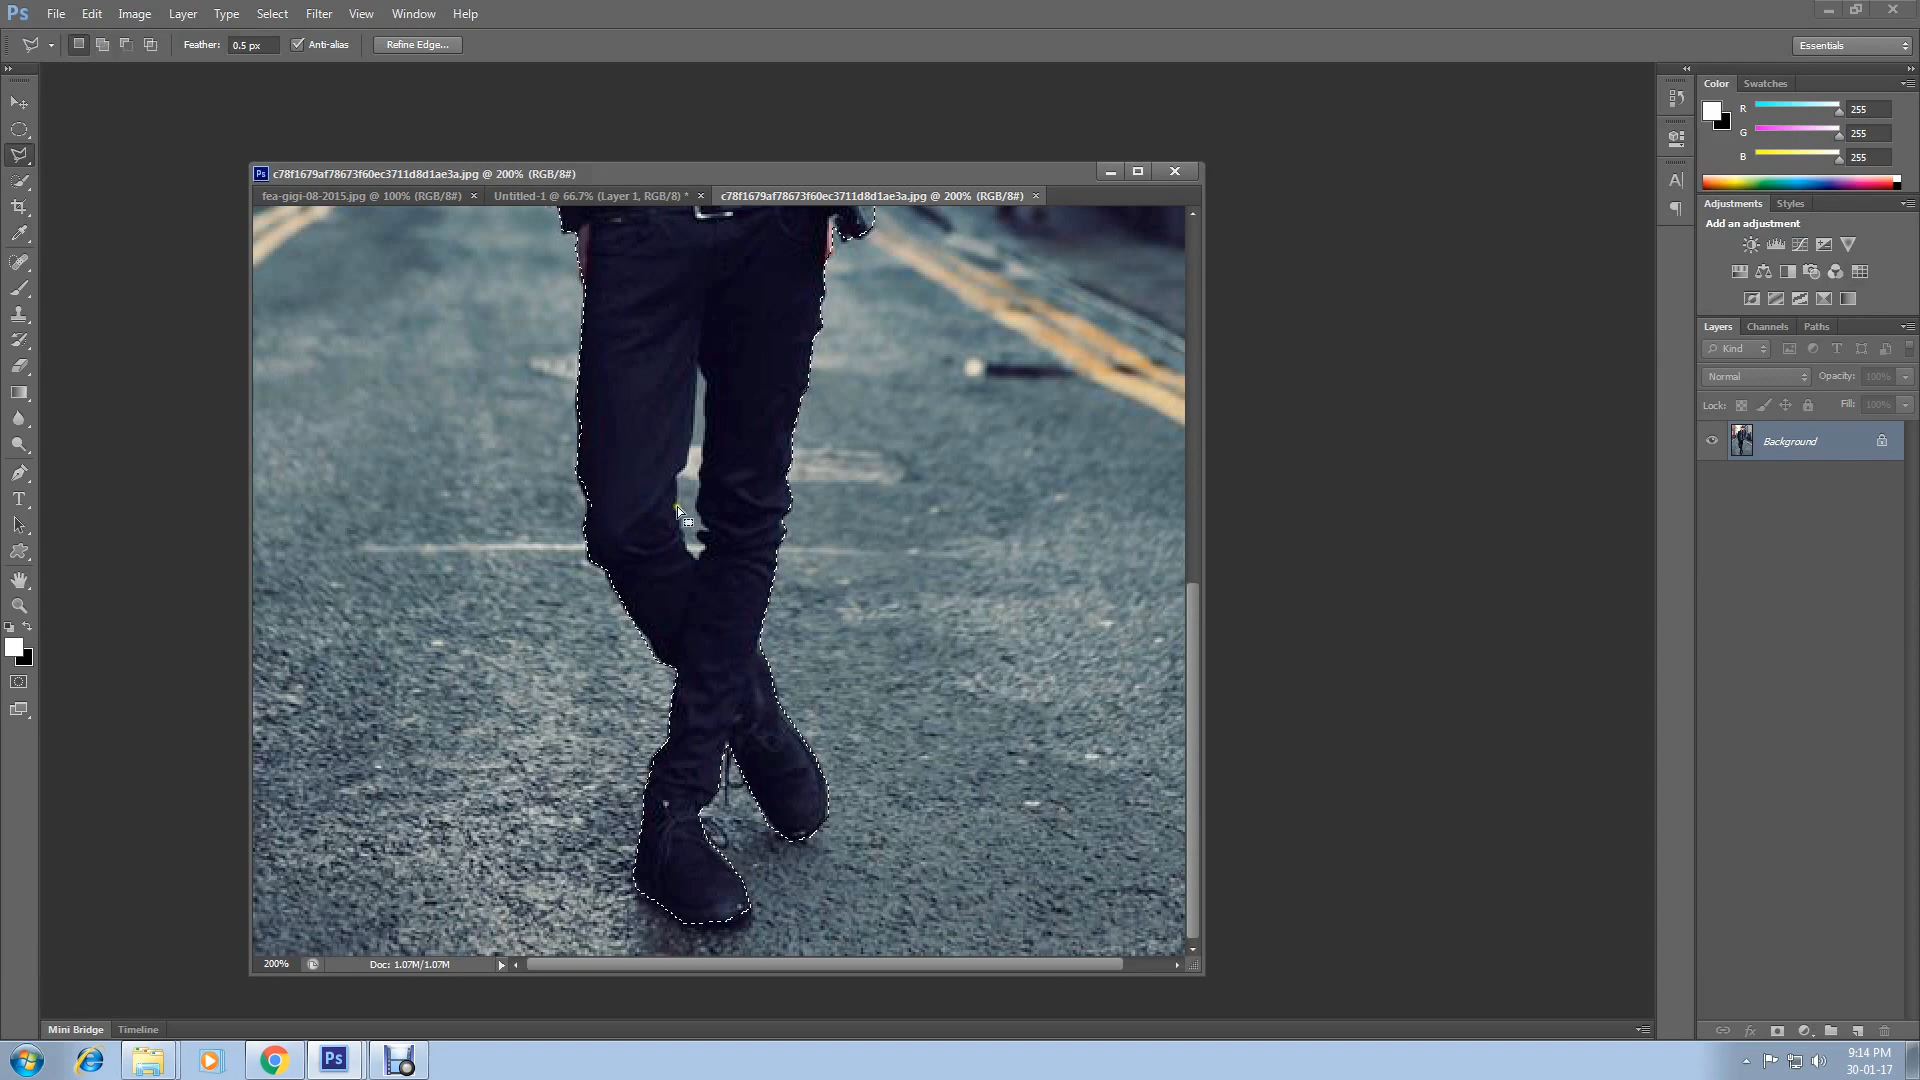 Ps File Edit Image Layer Type Select Filter View Window Help
Feather: 0.5 px Anti-alias Refine Edge... Essentials
Color Swatches
R 255
G 255
B 255
Ps c78f1679af78673f60ec3711d8d1ae3a.jpg @ 200% (RGB/8#)
fea-gigi-08-2015.jpg @ 100% (RGB/8#) × Untitled-1 @ 66.7% (Layer 1, RGB/8) * × c78f1679af78673f60ec3711d8d1ae3a.jpg @ 200% (RGB/8#) ×
Adjustments Styles
Add an adjustment
Layers Channels Paths
Kind
Normal Opacity: 100%
Lock: Fill: 100%
Background
200% Doc: 1.07M/1.07M
Mini Bridge Timeline
Ps
9:14 PM
30-01-17